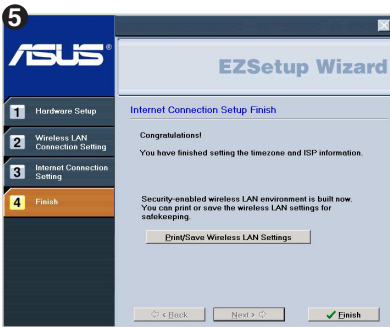 5
ASUS®
EZSetup Wizard
1 Hardware Setup
2 Wireless LAN
Connection Setting
3 Internet Connection
Setting
4 Finish
Internet Connection Setup Finish
Congratulations!
You have finished setting the timezone and ISP information.
Security-enabled wireless LAN environment is built now.
You can print or save the wireless LAN settings for
safekeeping.
Print/Save Wireless LAN Settings
< Back
Next >
Finish